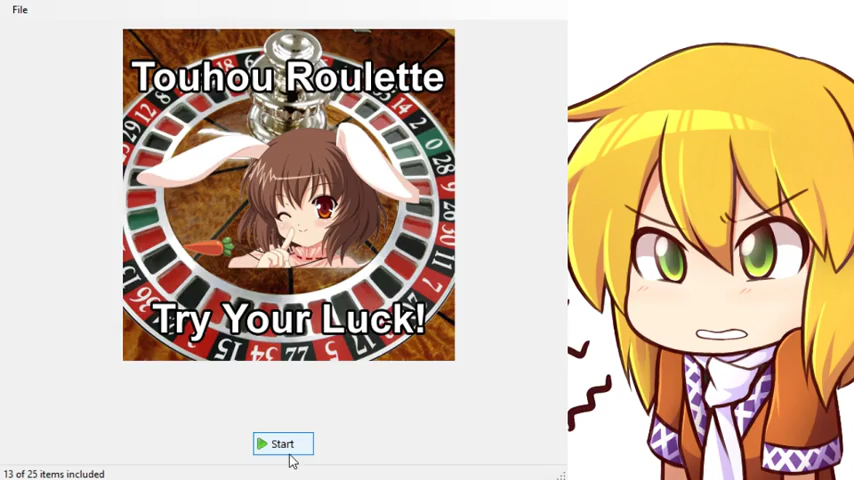 File
Touhou Roulette
Try Your Luck!
Start
13 of 25 items included